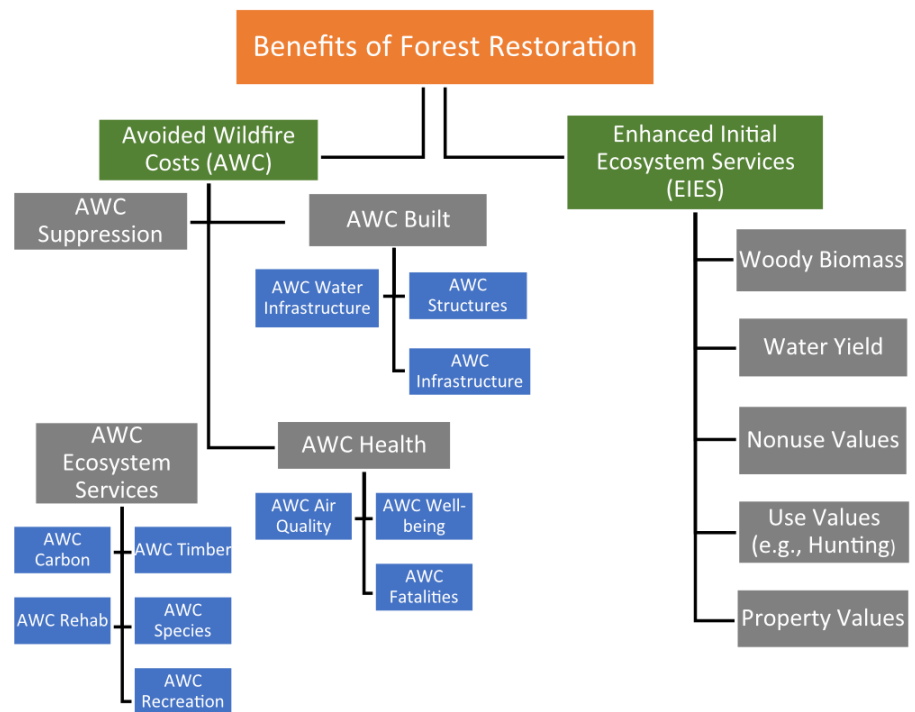 Benefits of Forest Restoration
Avoided Wildfire
Costs (AWC)
Enhanced Initial
Ecosystem Services
(EIES)
AWC
Suppression
AWC Built
AWC Water
Infrastructure
AWC
Structures
AWC
Infrastructure
AWC
Ecosystem
Services
AWC Health
AWC Air
Quality
AWC Well-
being
AWC
Fatalities
AWC
Carbon
AWC Timber
AWC Rehab
AWC
Species
AWC
Recreation
Woody Biomass
Water Yield
Nonuse Values
Use Values
(e.g., Hunting)
Property Values